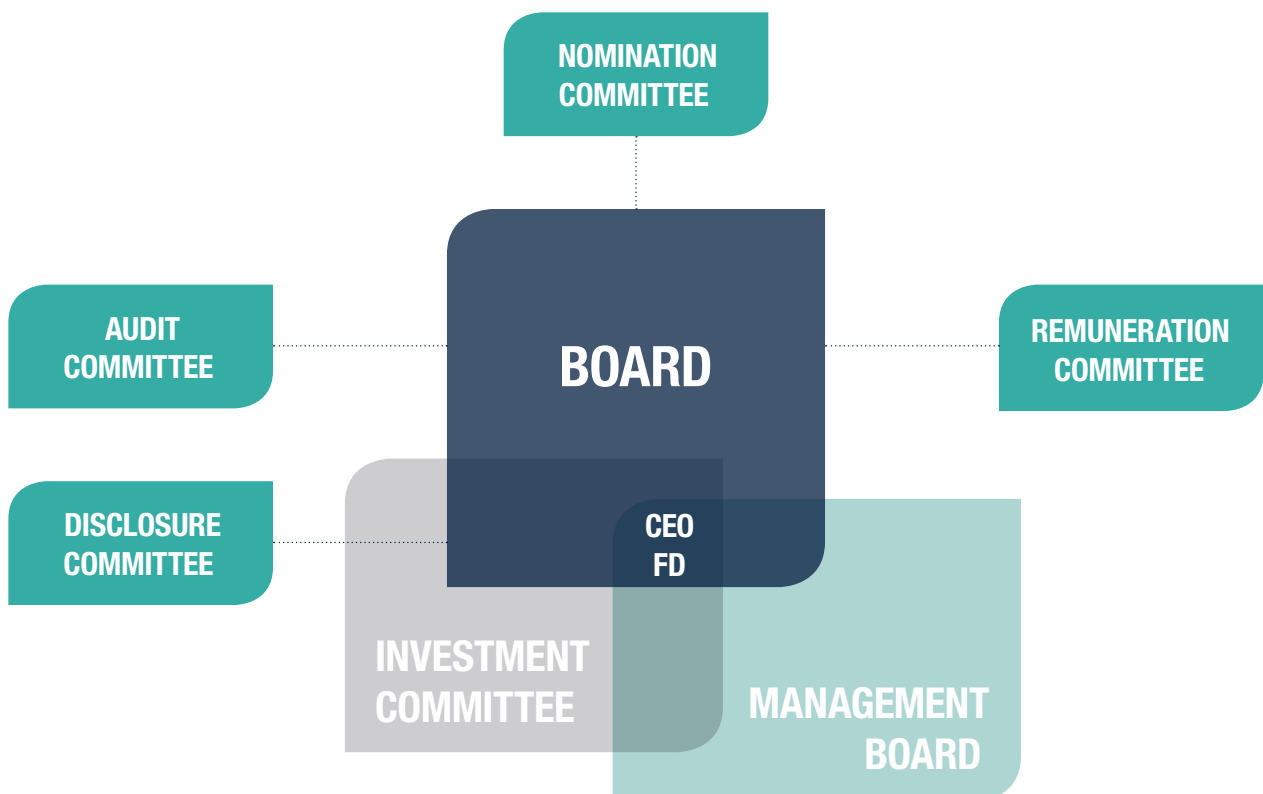 NOMINATION
COMMITTEE
AUDIT
COMMITTEE
BOARD
REMUNERATION
COMMITTEE
DISCLOSURE
COMMITTEE
CEO
FD
INVESTMENT
COMMITTEE
MANAGEMENT
BOARD